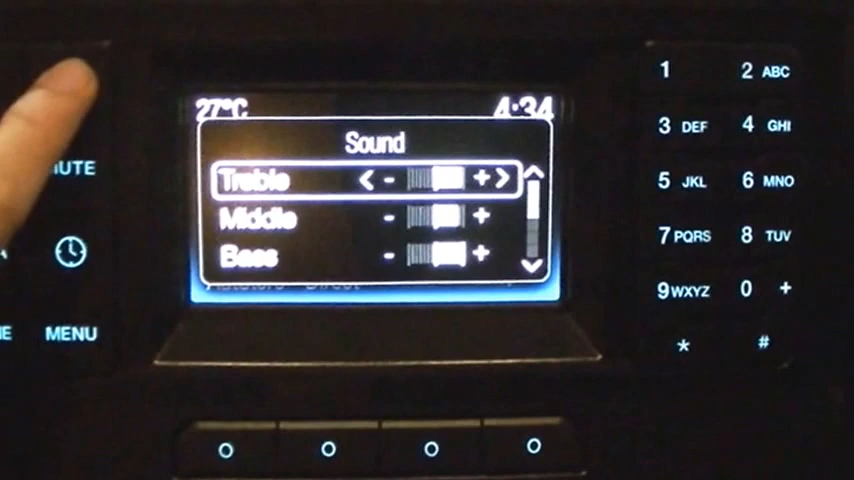 27°C 4:34
Sound
Treble < - + >
Middle - +
Bass - +
Direct
MENU
1 2 ABC
3 DEF 4 GHI
5 JKL 6 MNO
7 PQRS 8 TUV
9 WXYZ 0 +
* #